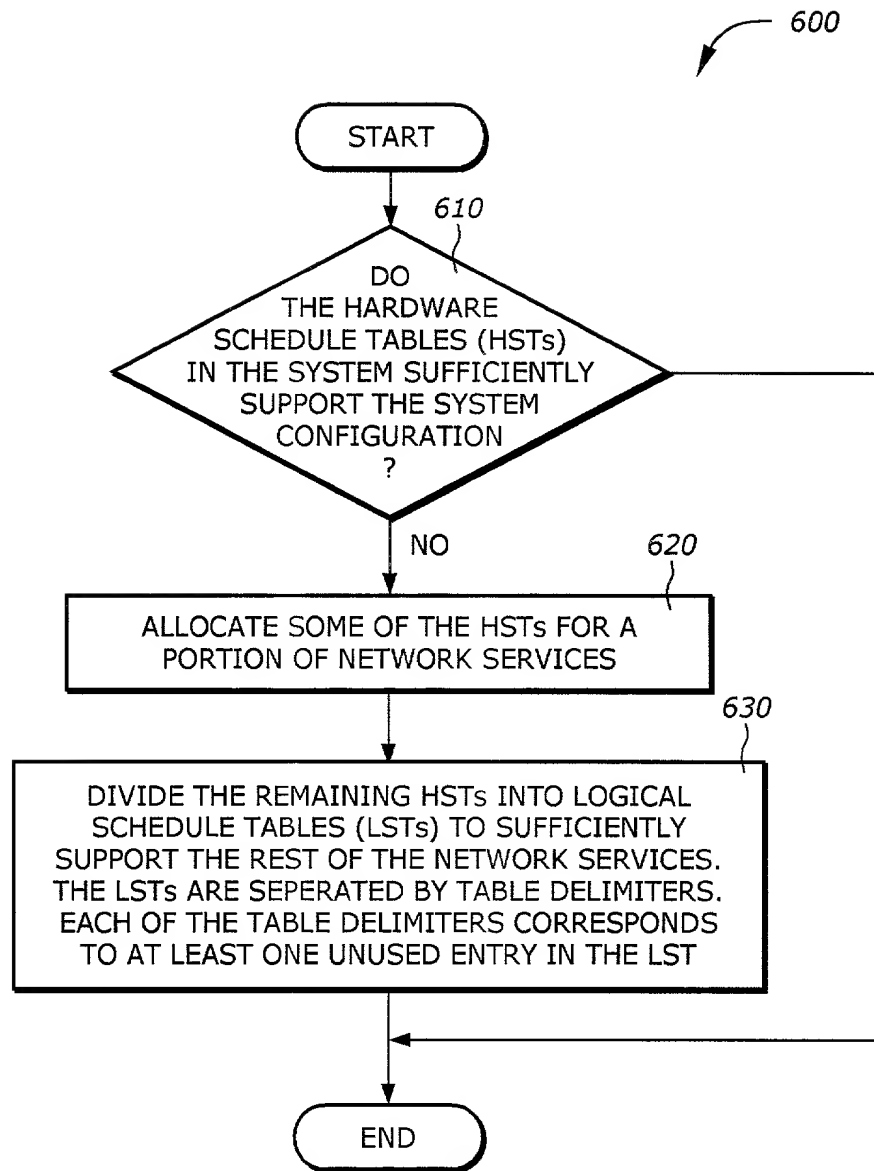 600
START
610
DO
THE HARDWARE
SCHEDULE TABLES (HSTs)
IN THE SYSTEM SUFFICIENTLY
SUPPORT THE SYSTEM
CONFIGURATION
?
NO
620
ALLOCATE SOME OF THE HSTs FOR A
PORTION OF NETWORK SERVICES
630
DIVIDE THE REMAINING HSTs INTO LOGICAL
SCHEDULE TABLES (LSTs) TO SUFFICIENTLY
SUPPORT THE REST OF THE NETWORK SERVICES.
THE LSTs ARE SEPERATED BY TABLE DELIMITERS.
EACH OF THE TABLE DELIMITERS CORRESPONDS
TO AT LEAST ONE UNUSED ENTRY IN THE LST
END